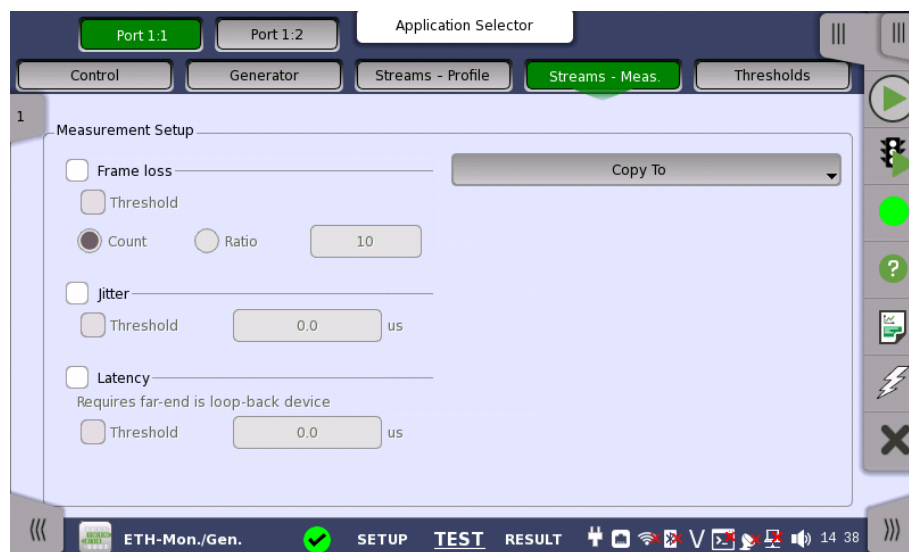 Application Selector
Port 1:1
Port 1:2
Control
Generator
Streams - Profile
Streams - Meas.
Thresholds
1
Measurement Setup
Frame loss
Copy To
Threshold
Count
Ratio
10
Jitter
Threshold
0.0
us
Latency
Requires far-end is loop-back device
Threshold
0.0
us
ETH-Mon./Gen.
SETUP
TEST
RESULT
14 38